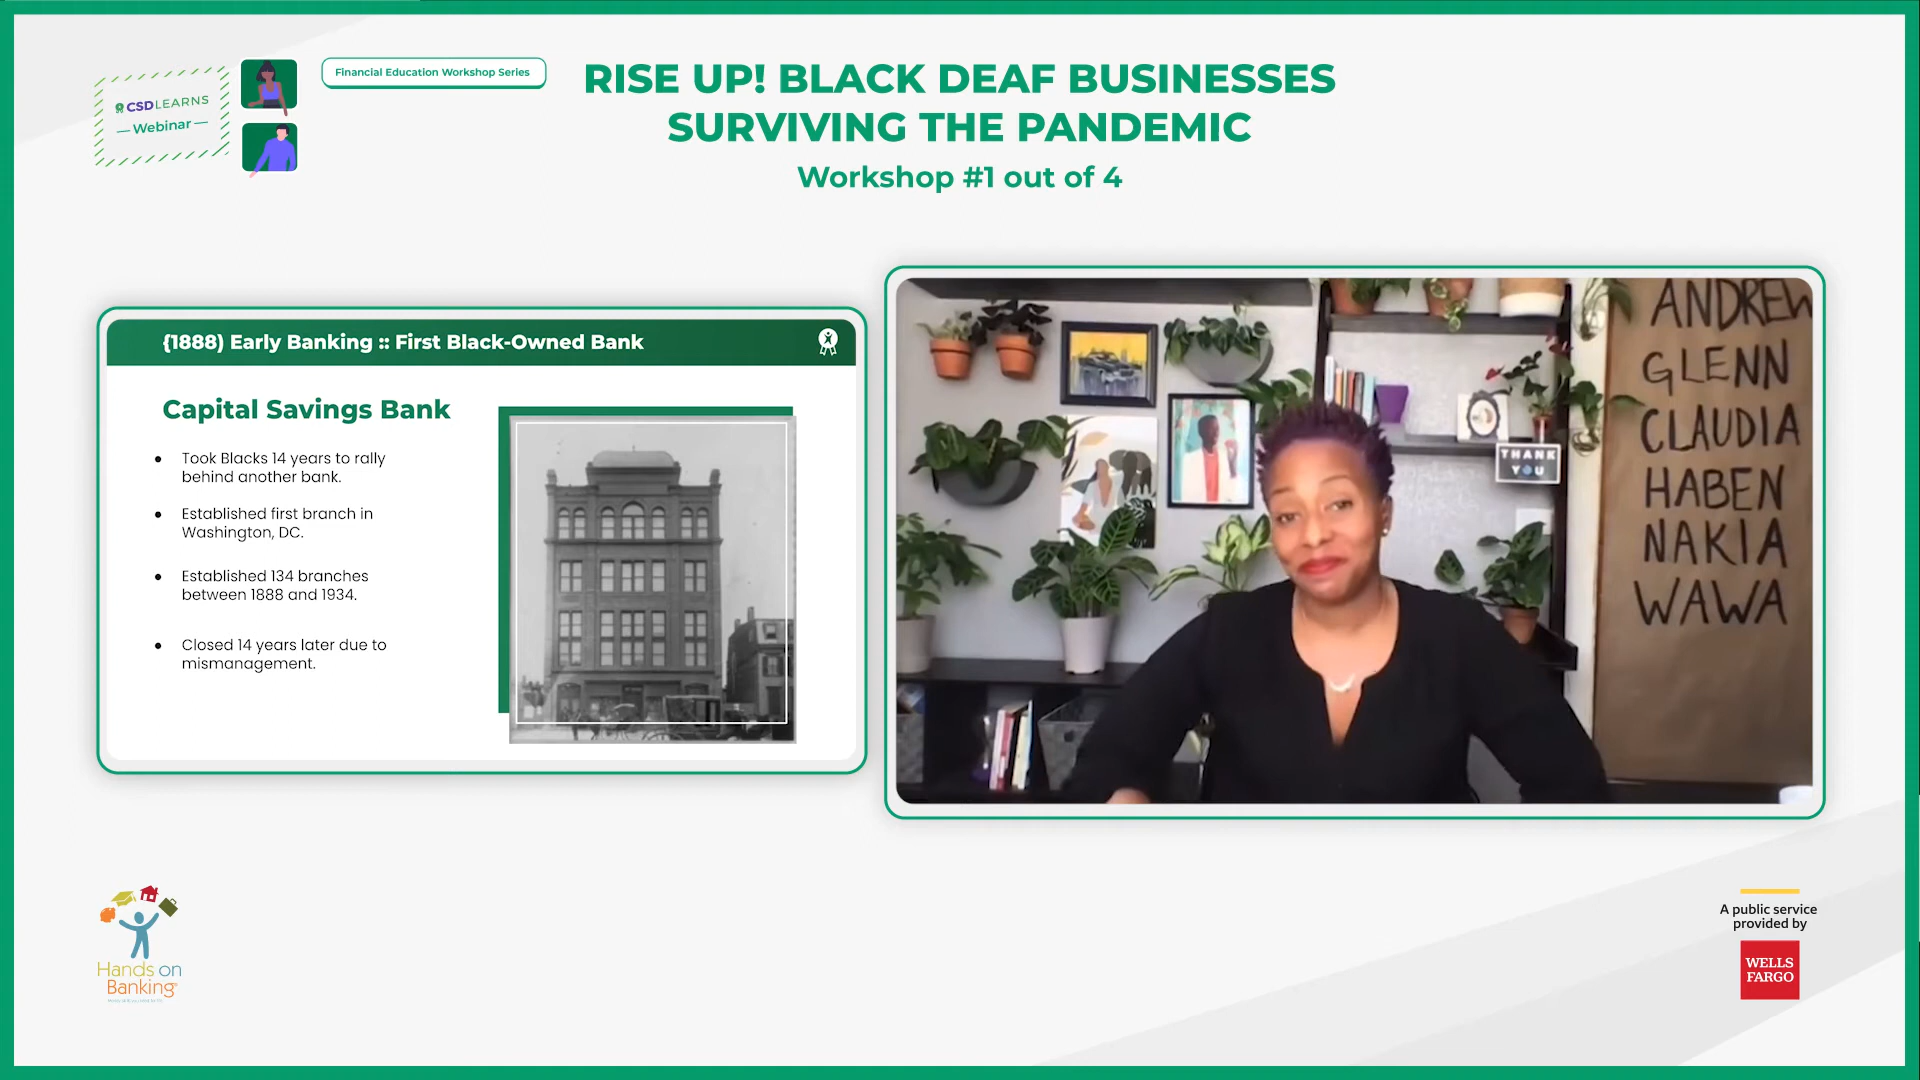 CSDLEARNS
— Webinar —
Financial Education Workshop Series
RISE UP! BLACK DEAF BUSINESSES
SURVIVING THE PANDEMIC
Workshop #1 out of 4
{1888) Early Banking :: First Black-Owned Bank
Capital Savings Bank
● Took Blacks 14 years to rally
behind another bank.
● Established first branch in
Washington, DC.
● Established 134 branches
between 1888 and 1934.
● Closed 14 years later due to
mismanagement.
THANK
YOU
ANDREW
GLENN
CLAUDIA
HABEN
NAKIA
WAWA
Hands on
Banking®
A public service
provided by
WELLS
FARGO